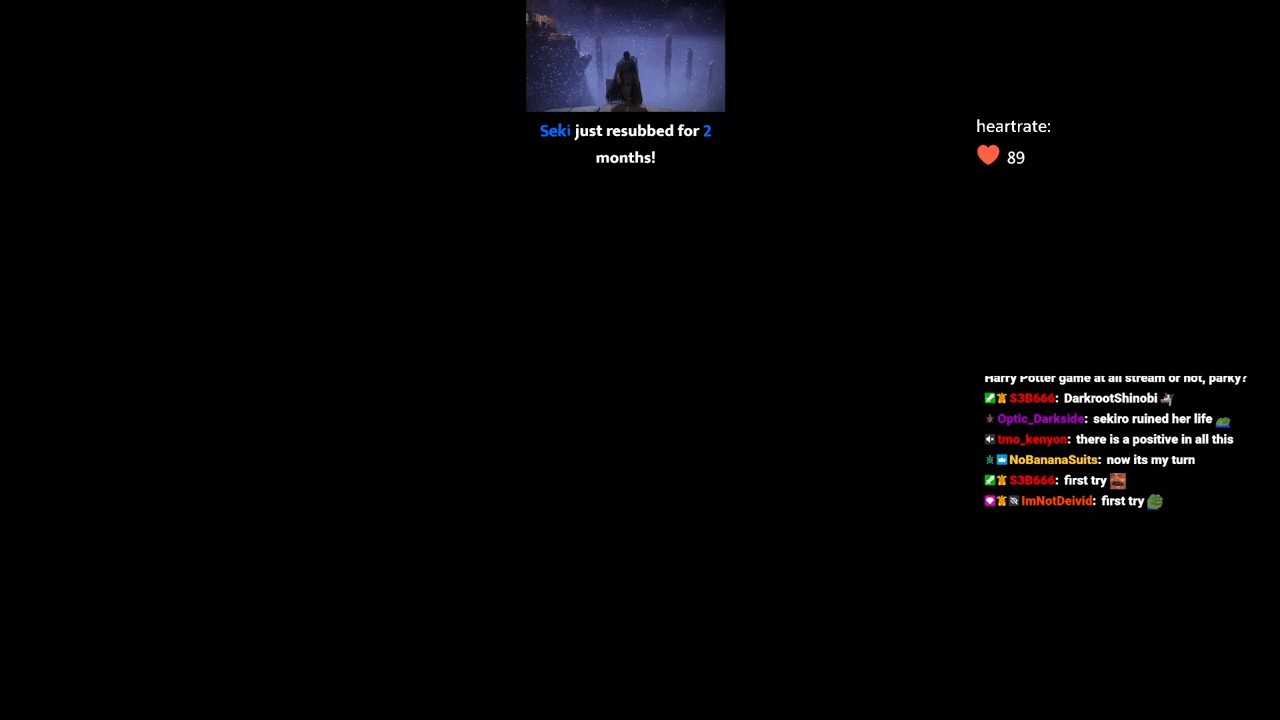 Seki just resubbed for 2
months!
heartrate:
89
Harry Potter game at all stream or not, parky?
S3B666: DarkrootShinobi
Optic_Darkside: sekiro ruined her life
tmo_kenyon: there is a positive in all this
NoBananaSuits: now its my turn
S3B666: first try
ImNotDeivid: first try